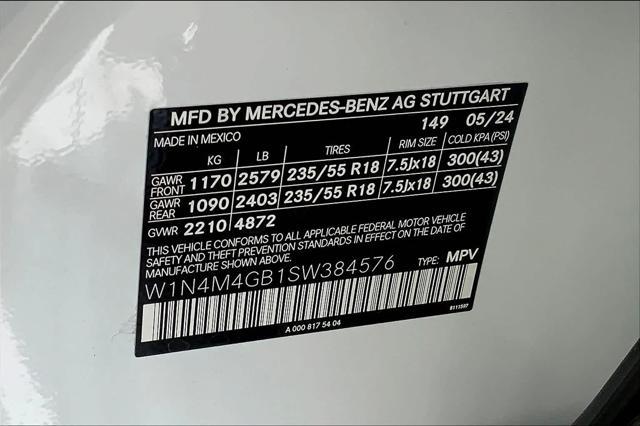 MFD BY MERCEDES-BENZ AG STUTTGART
MADE IN MEXICO 149 05/24
KG LB TIRES RIM SIZE COLD KPA (PSI)
GAWR FRONT 1170 2579 235/55 R18 7.5Jx18 300(43)
GAWR REAR 1090 2403 235/55 R18 7.5Jx18 300(43)
GVWR 2210 4872
THIS VEHICLE CONFORMS TO ALL APPLICABLE FEDERAL MOTOR VEHICLE
SAFETY AND THEFT PREVENTION STANDARDS IN EFFECT ON THE DATE OF
MANUFACTURE SHOWN ABOVE.
W1N4M4GB1SW384576 TYPE: MPV
A 000 817 54 04